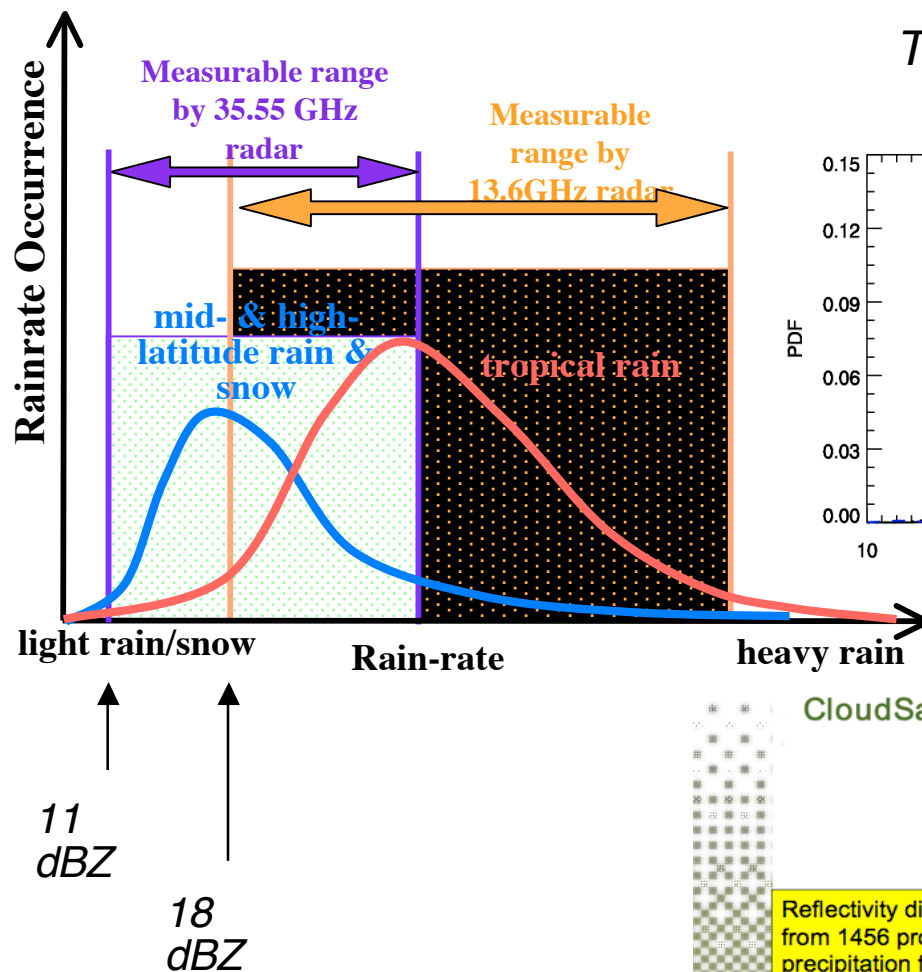 T
Measurable range
by 35.55 GHz
radar
Measurable
range by
13.6GHz radar
Rainrate Occurrence
mid- & high-
latitude rain &
snow
tropical rain
light rain/snow
Rain-rate
heavy rain
11
dBZ
18
dBZ
0.15
0.12
0.09
0.06
0.03
0.00
PDF
10
CloudSa
Reflectivity di
from 1456 pro
precipitation t